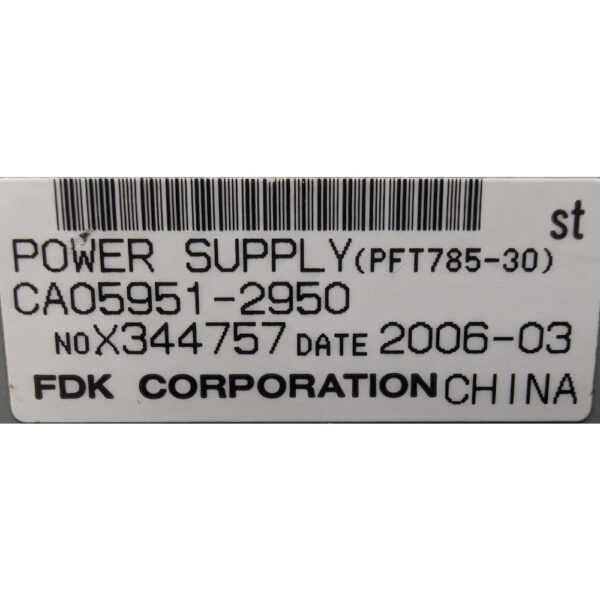 st
POWER SUPPLY(PFT785-30)
CA05951-2950
NOX344757 DATE 2006-03
FDK CORPORATION CHINA